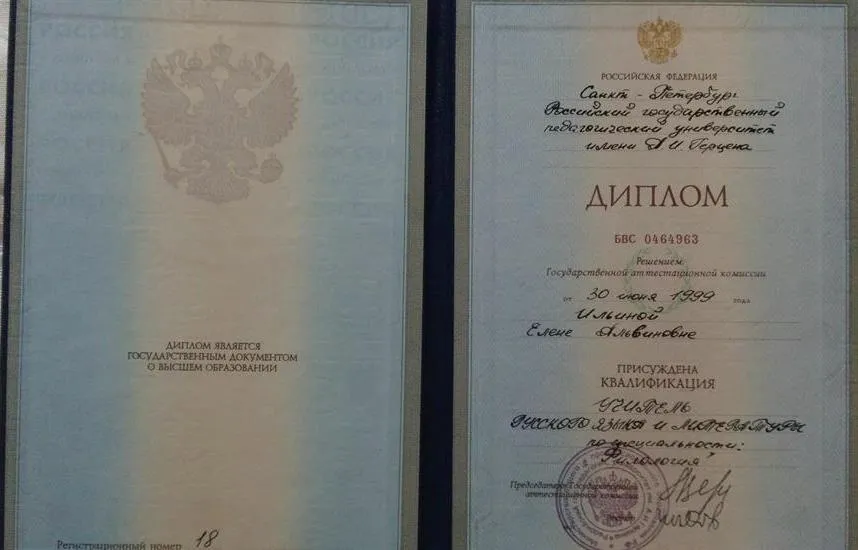 ДИПЛОМ ЯВЛЯЕТСЯ
ГОСУДАРСТВЕННЫМ ДОКУМЕНТОМ
О ВЫСШЕМ ОБРАЗОВАНИИ
Регистрационный номер 18
РОССИЙСКАЯ ФЕДЕРАЦИЯ
Санкт-Петербург
Российский государственный
педагогический университет
имени А.И. Герцена
ДИПЛОМ
БВС 0464963
Решением
Государственной аттестационной комиссии
от 30 июня 1999 года
Ильиной
Елене Альвиновне
ПРИСУЖДЕНА
КВАЛИФИКАЦИЯ
УЧИТЕЛЬ
РУССКОГО ЯЗЫКА И ЛИТЕРАТУРЫ
по специальности:
"Филология"
Председатель Государственной
аттестационной комиссии
Ректор